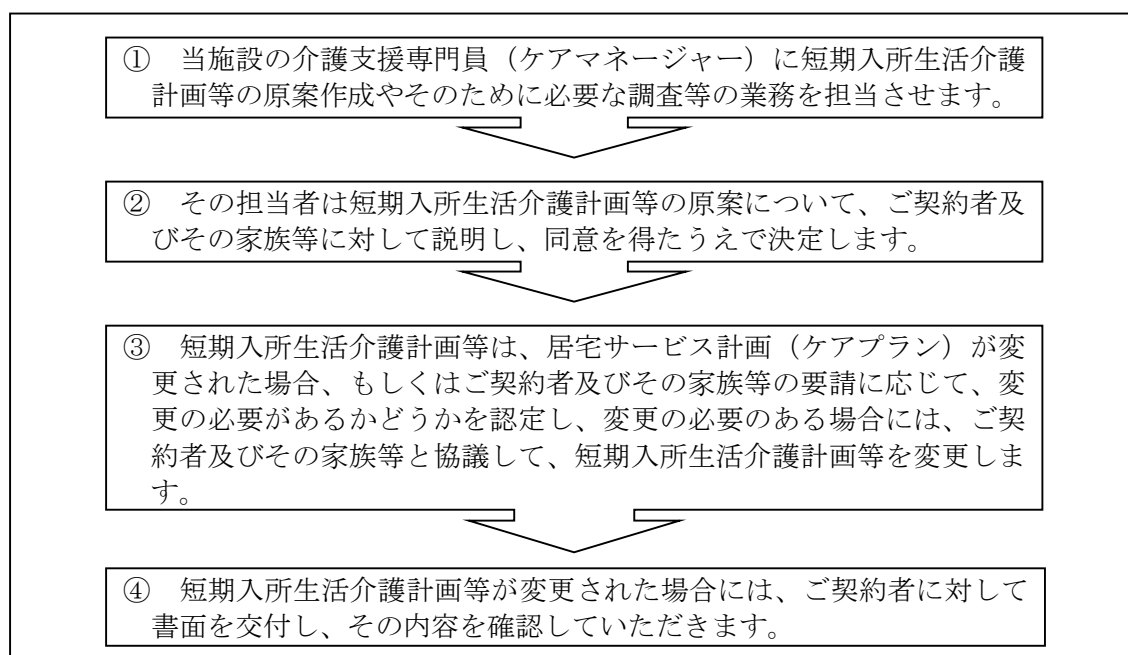 ① 当施設の介護支援専門員（ケアマネージャー）に短期入所生活介護
計画等の原案作成やそのために必要な調査等の業務を担当させます。
② その担当者は短期入所生活介護計画等の原案について、ご契約者及
びその家族等に対して説明し、同意を得たうえで決定します。
③ 短期入所生活介護計画等は、居宅サービス計画（ケアプラン）が変
更された場合、もしくはご契約者及びその家族等の要請に応じて、変
更の必要があるかどうかを認定し、変更の必要のある場合には、ご契
約者及びその家族等と協議して、短期入所生活介護計画等を変更しま
す。
④ 短期入所生活介護計画等が変更された場合には、ご契約者に対して
書面を交付し、その内容を確認していただきます。